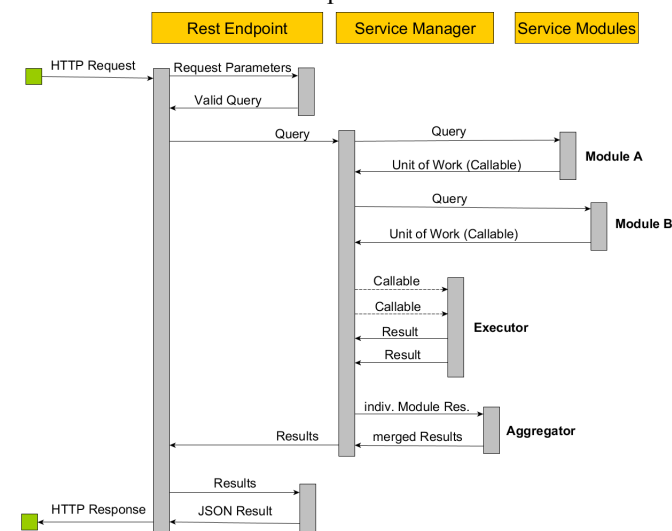 Rest Endpoint
Service Manager
Service Modules
HTTP Request
Request Parameters
Valid Query
Query
Query
Unit of Work (Callable)
Module A
Query
Unit of Work (Callable)
Module B
Callable
Callable
Result
Result
Executor
indiv. Module Res.
merged Results
Aggregator
Results
Results
JSON Result
HTTP Response